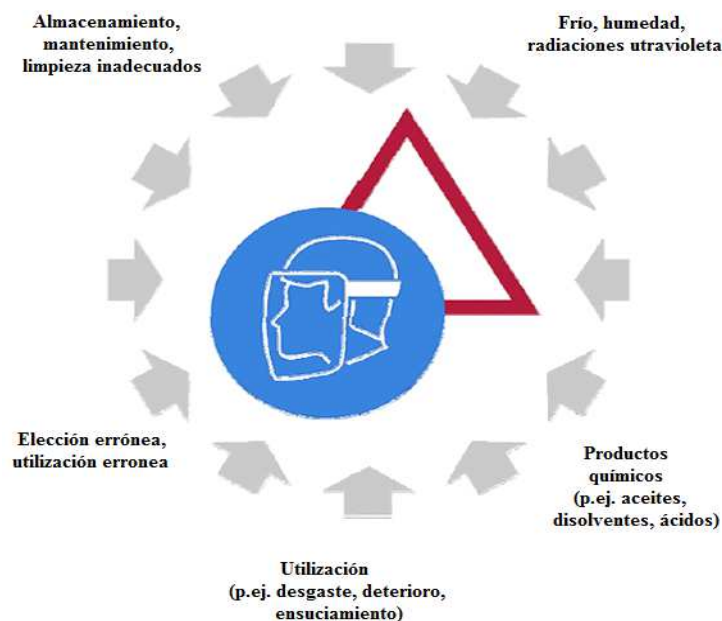 Almacenamiento,
mantenimiento,
limpieza inadecuados
Frío, humedad,
radiaciones utravioleta
Elección errónea,
utilización erronea
Productos
químicos
(p.ej. aceites,
disolventes, ácidos)
Utilización
(p.ej. desgaste, deterioro,
ensuciamiento)